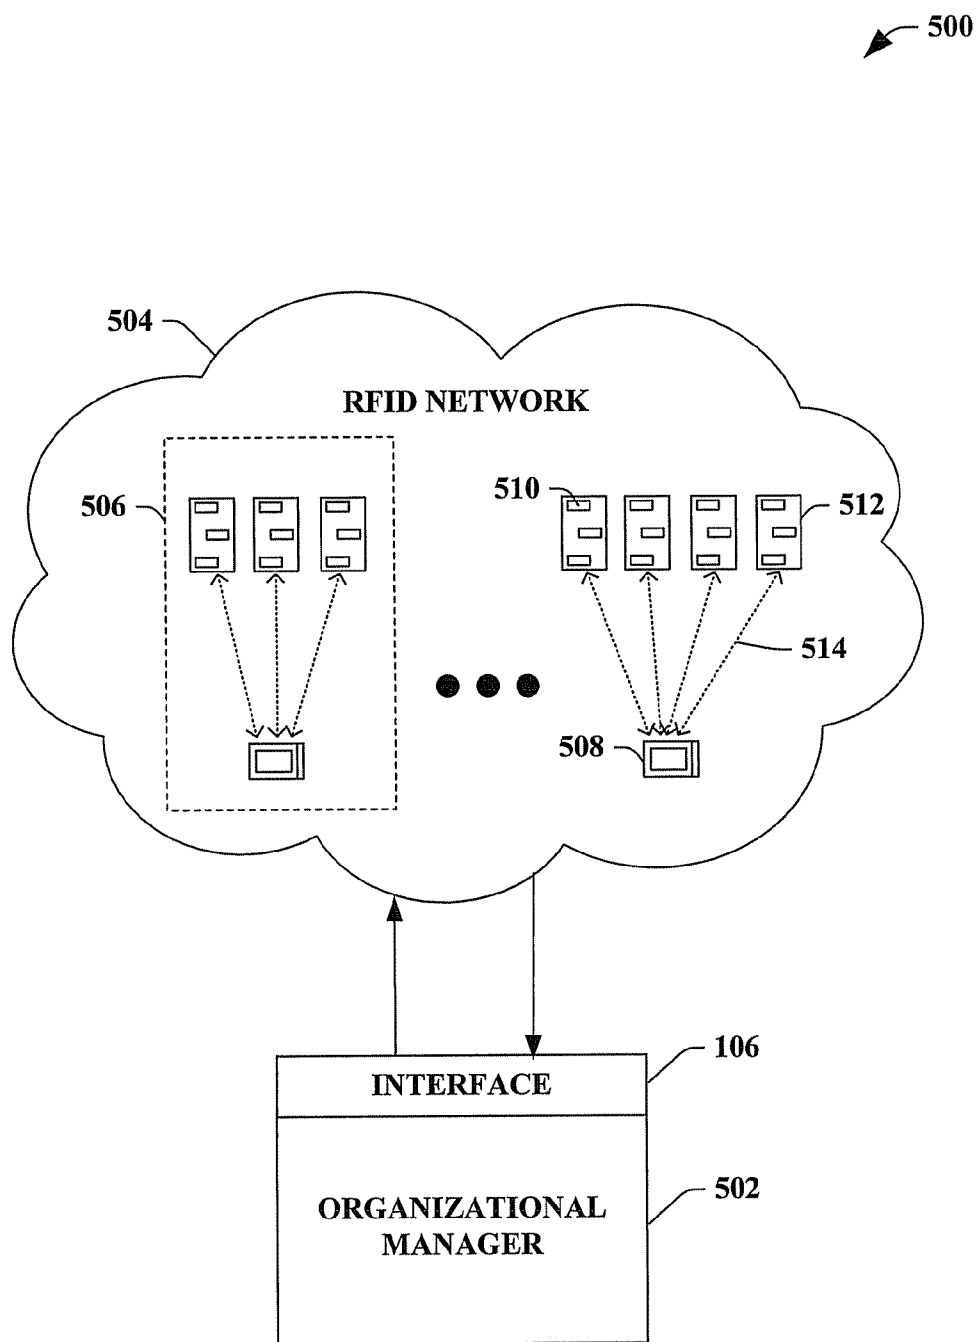 500
504
RFID NETWORK
506
510
512
514
508
106
INTERFACE
502
ORGANIZATIONAL
MANAGER